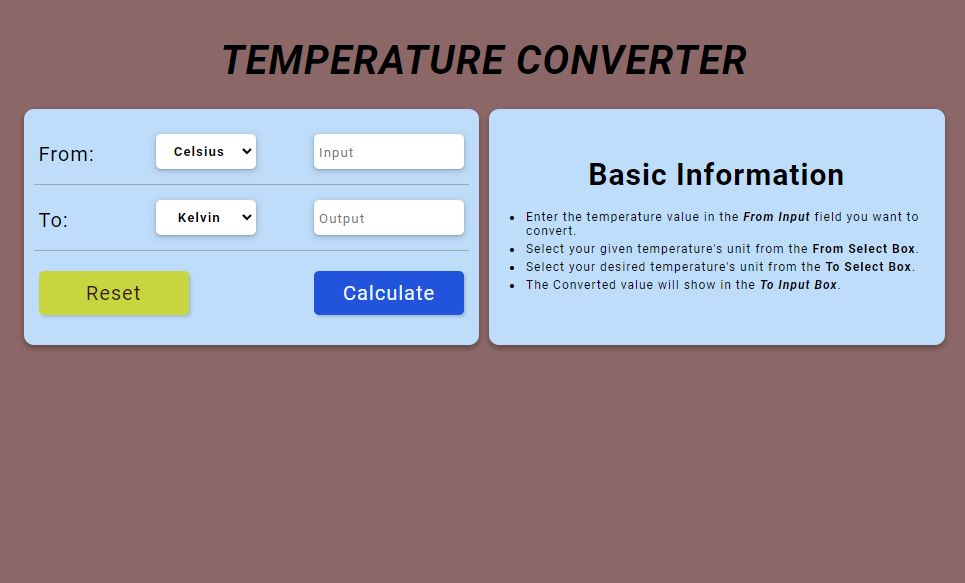 TEMPERATURE CONVERTER
From:
Celsius
Input
To:
Kelvin
Output
Reset
Calculate
Basic Information
Enter the temperature value in the From Input field you want to
convert.
Select your given temperature's unit from the From Select Box.
Select your desired temperature's unit from the To Select Box.
The Converted value will show in the To Input Box.